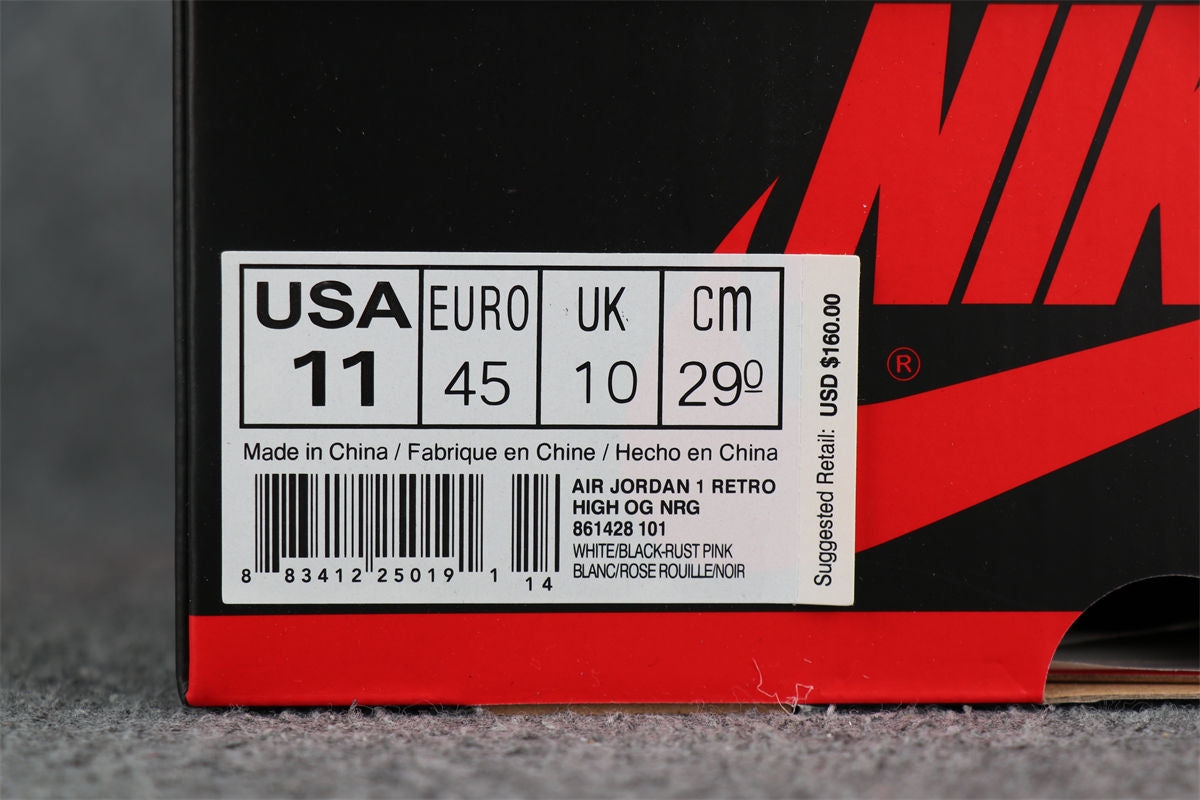 NIK
®
USA EURO UK CM
11 45 10 29º
Made in China / Fabrique en Chine / Hecho en China
AIR JORDAN 1 RETRO
HIGH OG NRG
861428 101
WHITE/BLACK-RUST PINK
BLANC/ROSE ROUILLE/NOIR
8 83412 25019 1 14
Suggested Retail: USD $160.00